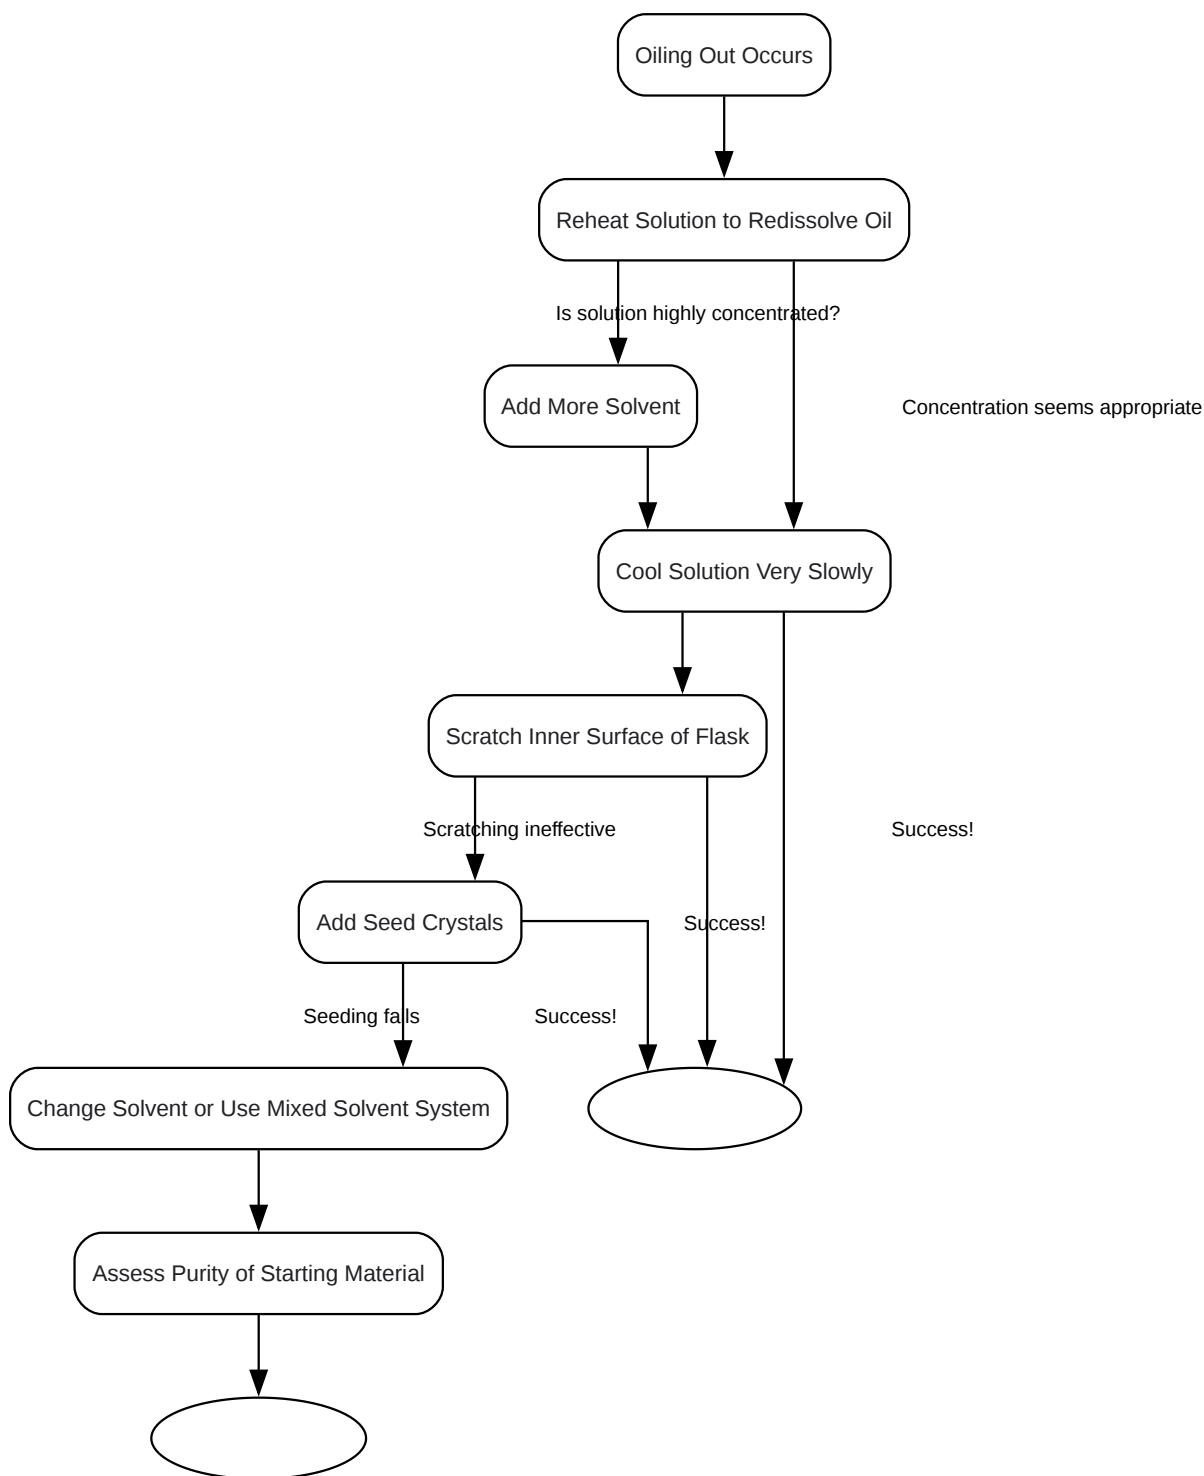 Oiling Out Occurs
Reheat Solution to Redissolve Oil
Is solution highly concentrated?
Add More Solvent
Concentration seems appropriate
Cool Solution Very Slowly
Scratch Inner Surface of Flask
Scratching ineffective
Success!
Add Seed Crystals
Success!
Seeding fails
Success!
Change Solvent or Use Mixed Solvent System
Assess Purity of Starting Material